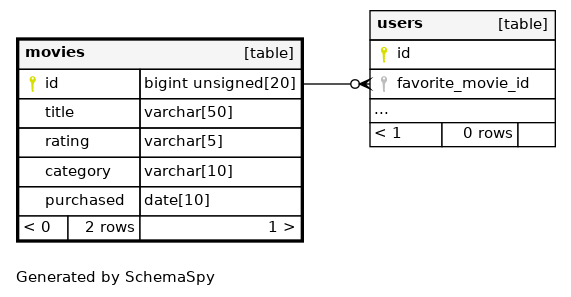 movies [table]
id bigint unsigned[20]
title varchar[50]
rating varchar[5]
category varchar[10]
purchased date[10]
< 0 2 rows 1 >
users [table]
id
favorite_movie_id
...
< 1 0 rows
Generated by SchemaSpy